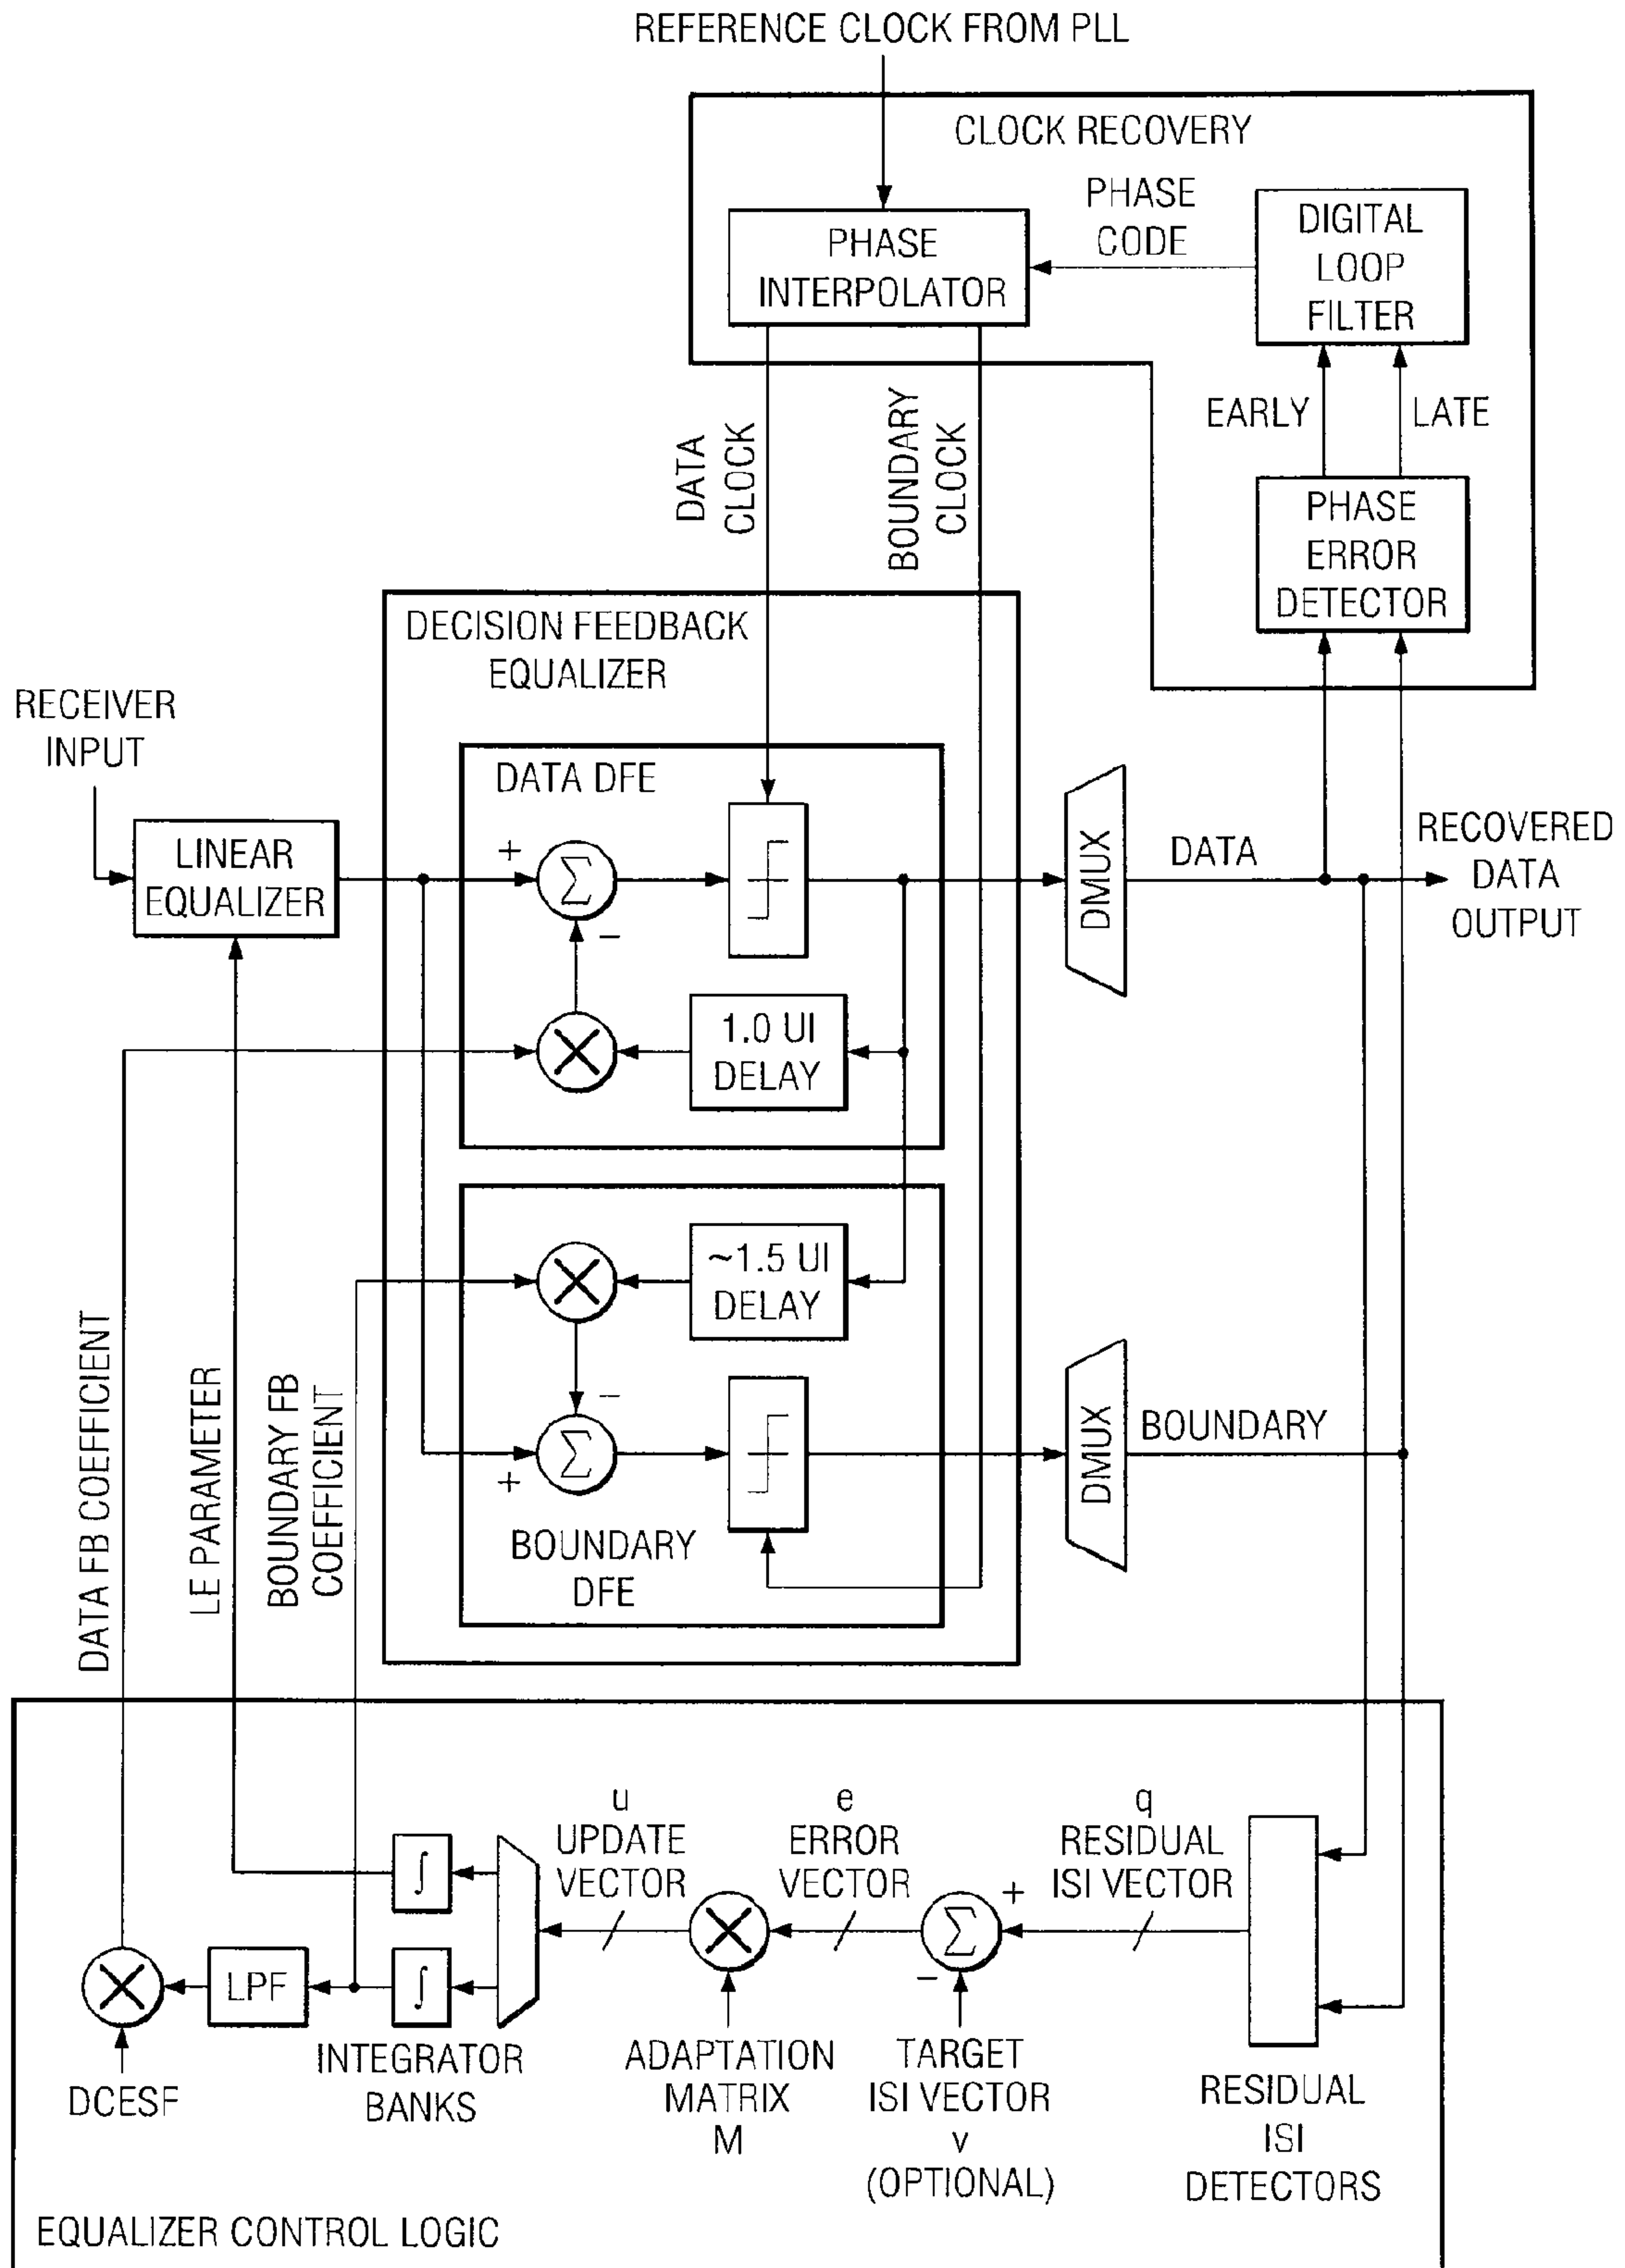 REFERENCE CLOCK FROM PLL
CLOCK RECOVERY
PHASE
CODE
PHASE
INTERPOLATOR
DIGITAL
LOOP
FILTER
EARLY
LATE
DATA
CLOCK
BOUNDARY
CLOCK
PHASE
ERROR
DETECTOR
DECISION FEEDBACK
EQUALIZER
RECEIVER
INPUT
DATA DFE
LINEAR
EQUALIZER
+
Σ
−
DMUX
DATA
RECOVERED
DATA
OUTPUT
1.0 UI
DELAY
~1.5 UI
DELAY
−
Σ
+
BOUNDARY
DFE
DMUX
BOUNDARY
DATA FB COEFFICIENT
LE PARAMETER
BOUNDARY FB
COEFFICIENT
u
UPDATE
VECTOR
e
ERROR
VECTOR
q
RESIDUAL
ISI VECTOR
∫
+
Σ
−
LPF
∫
DCESF
INTEGRATOR
BANKS
ADAPTATION
MATRIX
M
TARGET
ISI VECTOR
v
(OPTIONAL)
RESIDUAL
ISI
DETECTORS
EQUALIZER CONTROL LOGIC